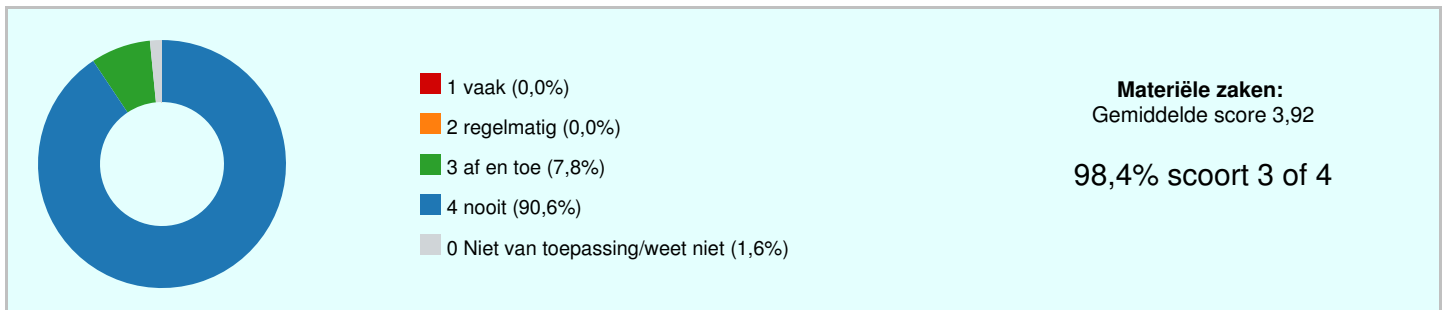 1 vaak (0,0%)
2 regelmatig (0,0%)
3 af en toe (7,8%)
4 nooit (90,6%)
0 Niet van toepassing/weet niet (1,6%)
Materiële zaken:
Gemiddelde score 3,92
98,4% scoort 3 of 4